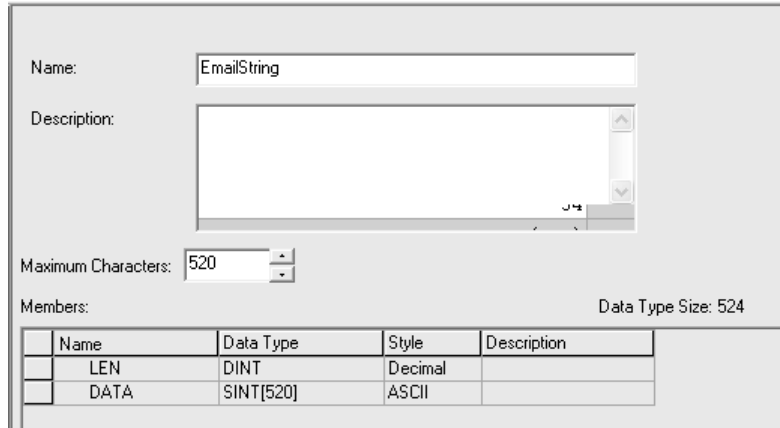 Name: EmailString
Description:
Maximum Characters: 520
Members: Data Type Size: 524
Name Data Type Style Description
LEN DINT Decimal
DATA SINT[520] ASCII